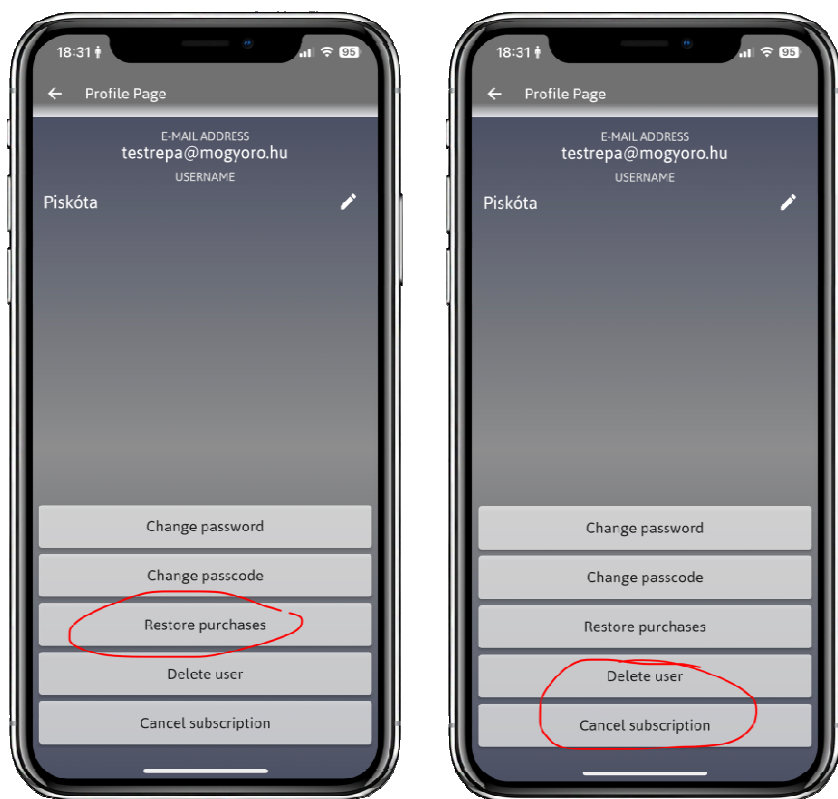 18:31
95
Profile Page
E-MAIL ADDRESS
testrepa@mogyoro.hu
USERNAME
Piskóta
Change password
Change passcode
Restore purchases
Delete user
Cancel subscription
18:31
95
Profile Page
E-MAIL ADDRESS
testrepa@mogyoro.hu
USERNAME
Piskóta
Change password
Change passcode
Restore purchases
Delete user
Cancel subscription